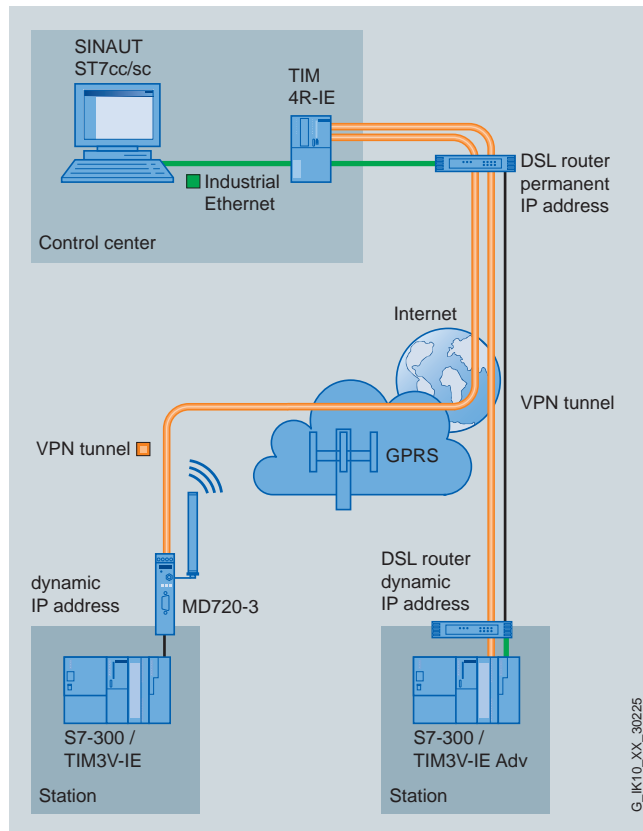 SINAUT
ST7cc/sc
TIM
4R-IE
Industrial
Ethernet
DSL router
permanent
IP address
Control center
Internet
VPN tunnel
VPN tunnel
GPRS
dynamic
IP address
MD720-3
DSL router
dynamic
IP address
S7-300 /
TIM3V-IE
Station
S7-300 /
TIM3V-IE Adv
Station
G_IK10_XX_30225